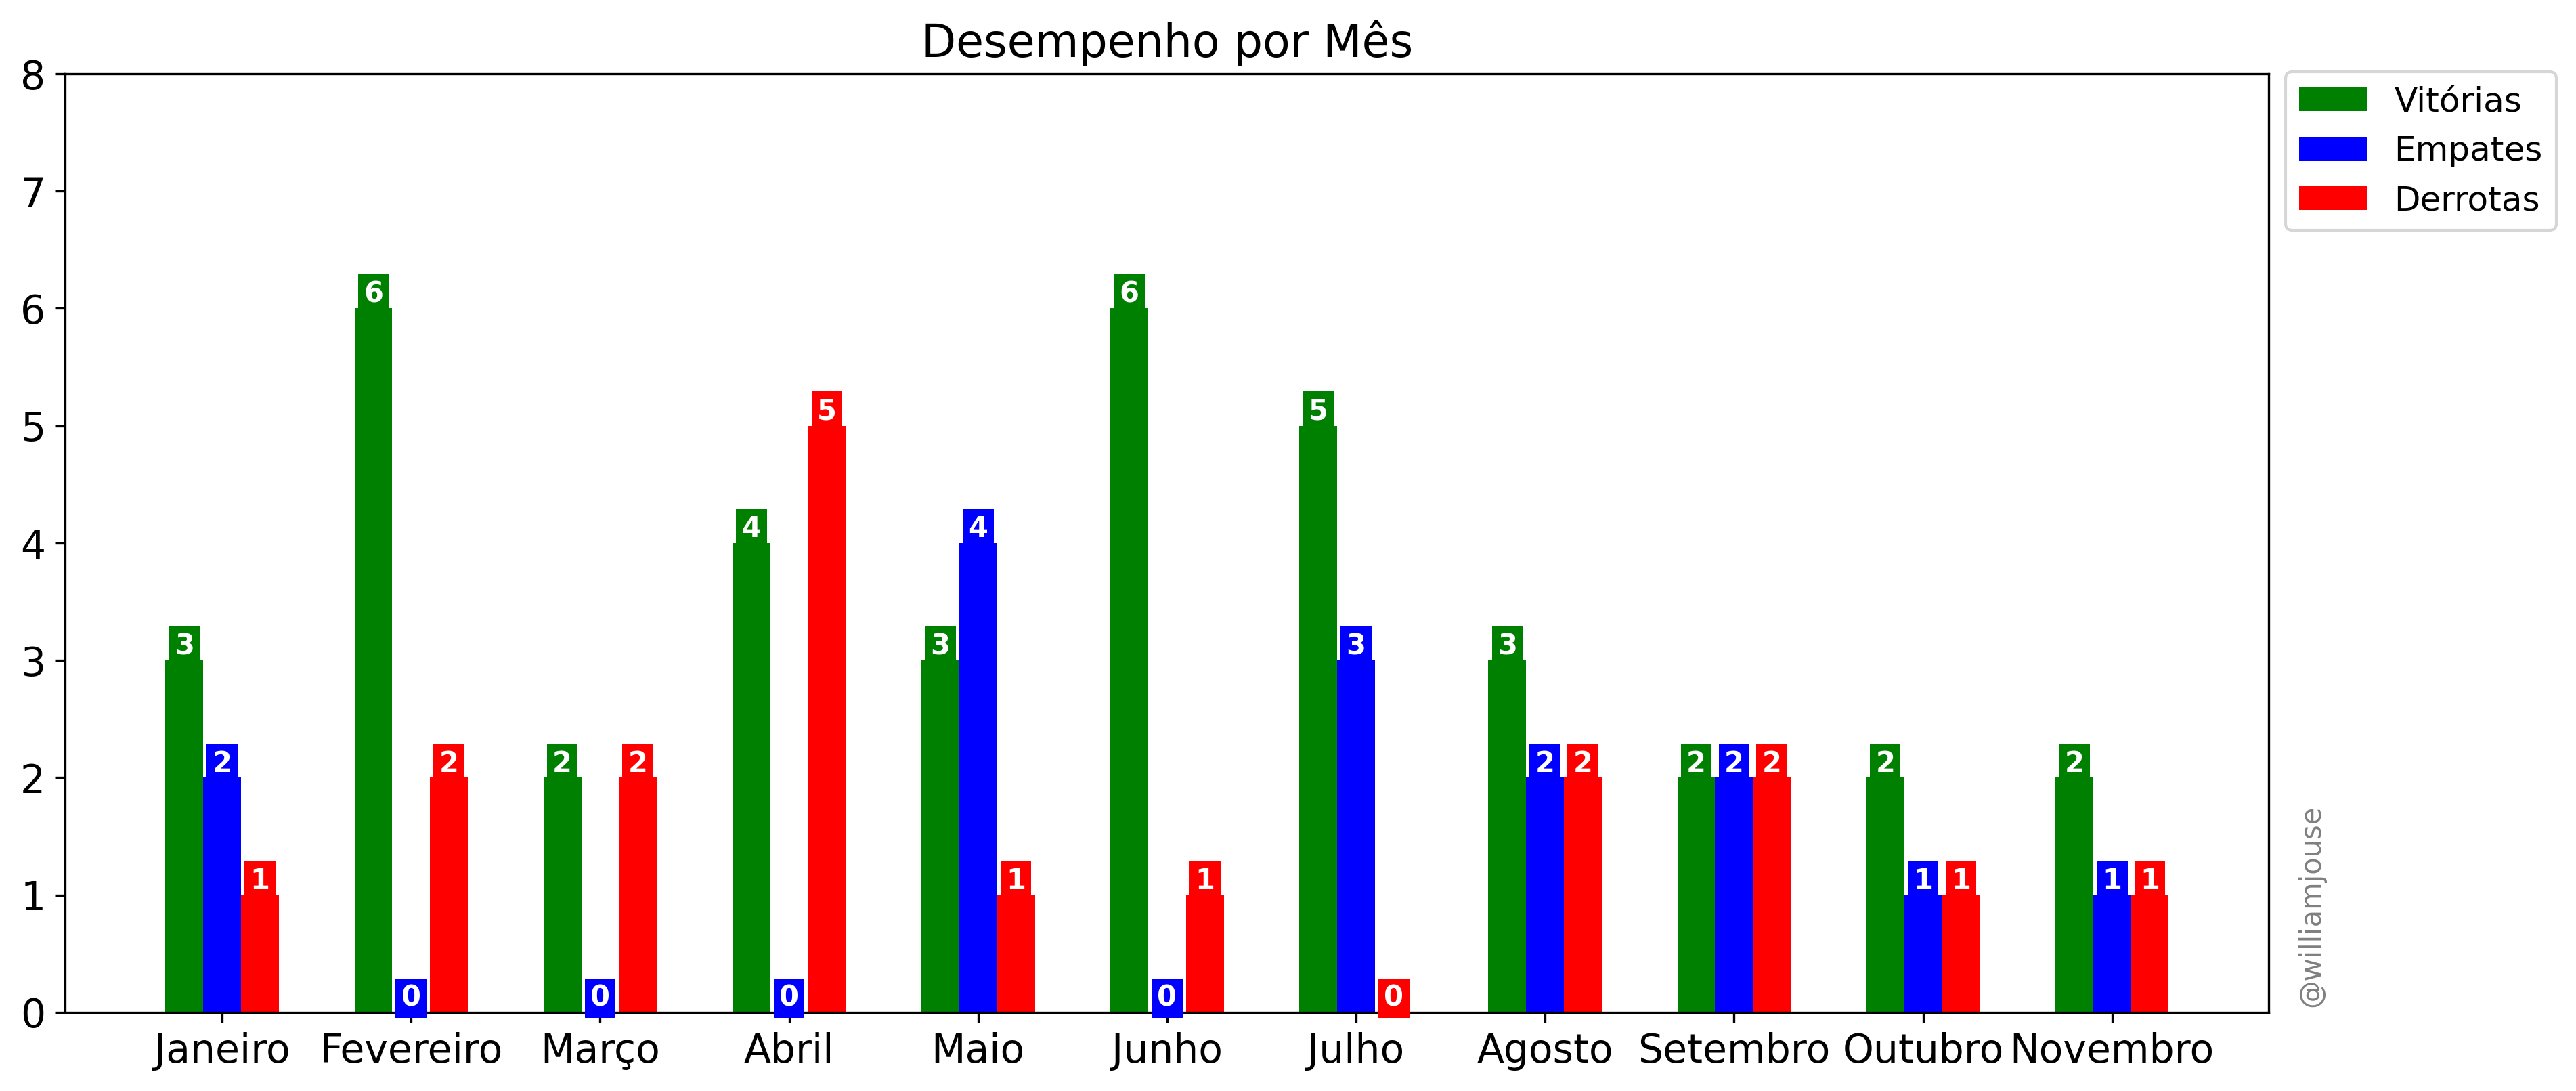 Desempenho por Mês
8
7
6
5
4
3
2
1
0
3 2 1
6 0 2
2 0 2
4 0 5
3 4 1
6 0 1
5 3 0
3 2 2
2 2 2
2 1 1
2 1 1
Janeiro Fevereiro Março Abril Maio Junho Julho Agosto Setembro Outubro Novembro
Vitórias
Empates
Derrotas
@williamjouse